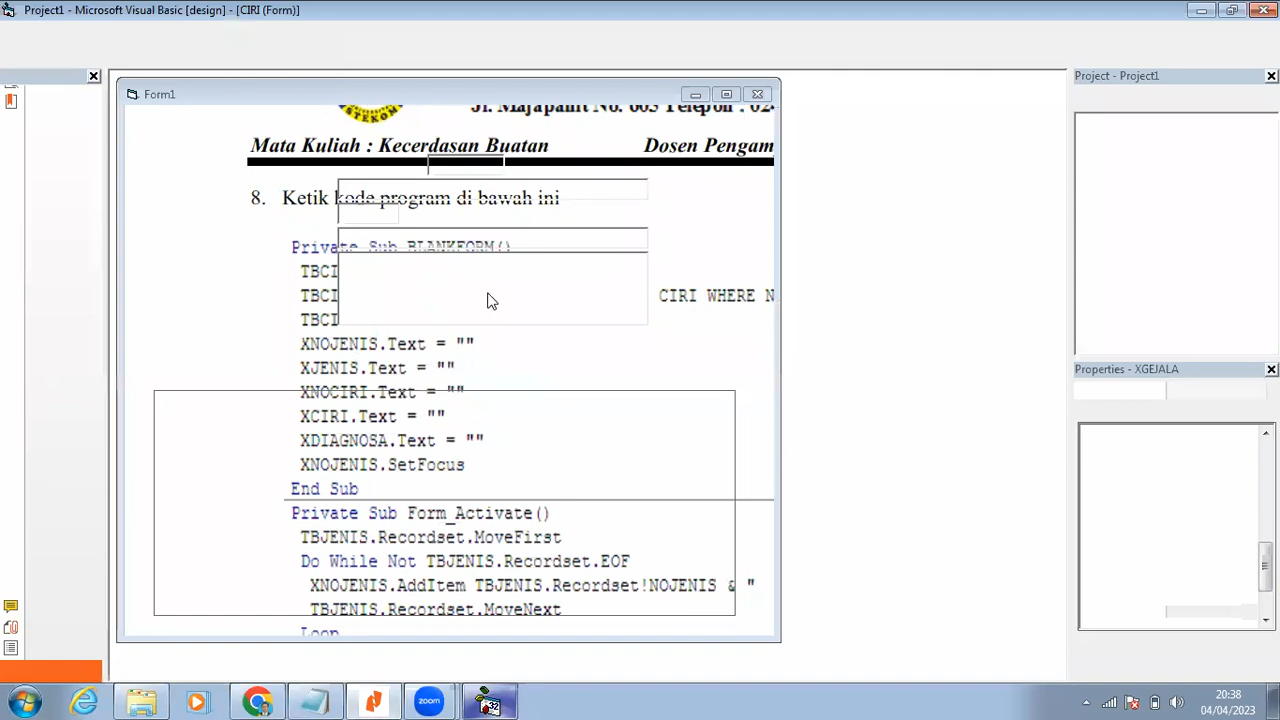 Project1 - Microsoft Visual Basic [design] - [CIRI (Form)]
Project - Project1
Form1
STEKOM
Jl. Majapahit No. 605 Telepon : 02
Mata Kuliah : Kecerdasan Buatan Dosen Pengam
8. Ketik kode program di bawah ini
Private Sub BLANKFORM()
TBCI
TBCI CIRI WHERE N
TBCI
XNOJENIS.Text = ""
XJENIS.Text = ""
XNOCIRI.Text = ""
XCIRI.Text = ""
XDIAGNOSA.Text = ""
XNOJENIS.SetFocus
End Sub
Private Sub Form_Activate()
TBJENIS.Recordset.MoveFirst
Do While Not TBJENIS.Recordset.EOF
XNOJENIS.AddItem TBJENIS.Recordset!NOJENIS & "
TBJENIS.Recordset.MoveNext
Loop
Properties - XGEJALA
zoom
32
20:38
04/04/2023